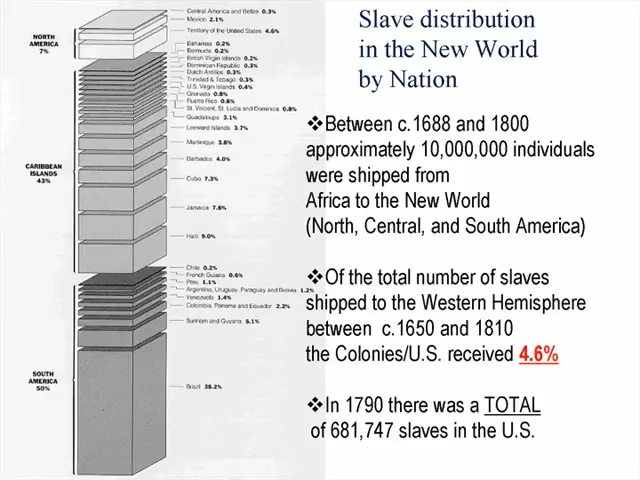 Slave distribution
in the New World
by Nation
❖Between c.1688 and 1800
approximately 10,000,000 individuals
were shipped from
Africa to the New World
(North, Central, and South America)
❖Of the total number of slaves
shipped to the Western Hemisphere
between c.1650 and 1810
the Colonies/U.S. received 4.6%
❖In 1790 there was a TOTAL
of 681,747 slaves in the U.S.
NORTH
AMERICA
7%
Central America and Belize 0.3%
Mexico 2.1%
Territory of the United States 4.6%
CARIBBEAN
ISLANDS
43%
Bahamas 0.2%
Bermuda 0.2%
British Virgin Islands 0.2%
Dominican Republic 0.3%
Dutch Antilles 0.3%
Trinidad & Tobago 0.3%
U.S. Virgin Islands 0.4%
Grenada 0.8%
Puerto Rico 0.8%
St. Vincent, St. Lucia and Dominica 0.8%
Guadaloupe 3.1%
Leeward Islands 3.7%
Martinique 3.8%
Barbados 4.0%
Cuba 7.3%
Jamaica 7.8%
Haiti 9.0%
SOUTH
AMERICA
50%
Chile 0.2%
French Guiana 0.6%
Peru 1.1%
Argentina, Uruguay, Paraguay and Bolivia 1.2%
Venezuela 1.4%
Colombia, Panama and Equador 2.2%
Surinam and Guyana 5.1%
Brazil 38.2%